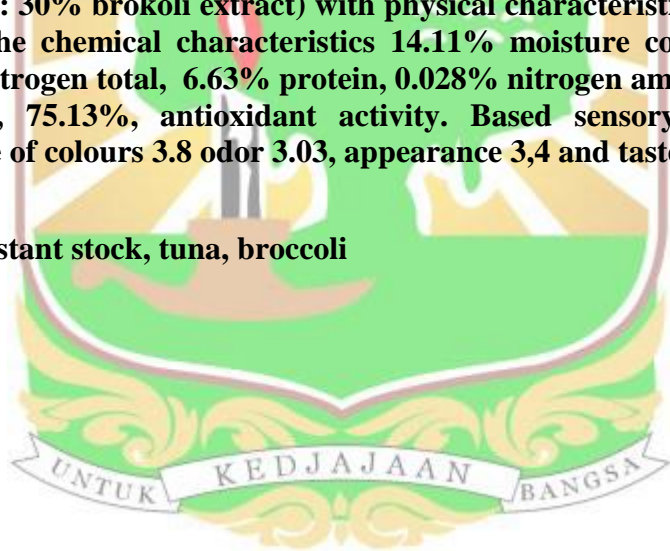 : 30% brokoli extract) with physical characteristi
he chemical characteristics 14.11% moisture co
trogen total, 6.63% protein, 0.028% nitrogen am
, 75.13%, antioxidant activity. Based sensory
e of colours 3.8 odor 3.03, appearance 3,4 and tast
stant stock, tuna, broccoli
UNTUK KEDJAJAAN BANGSA